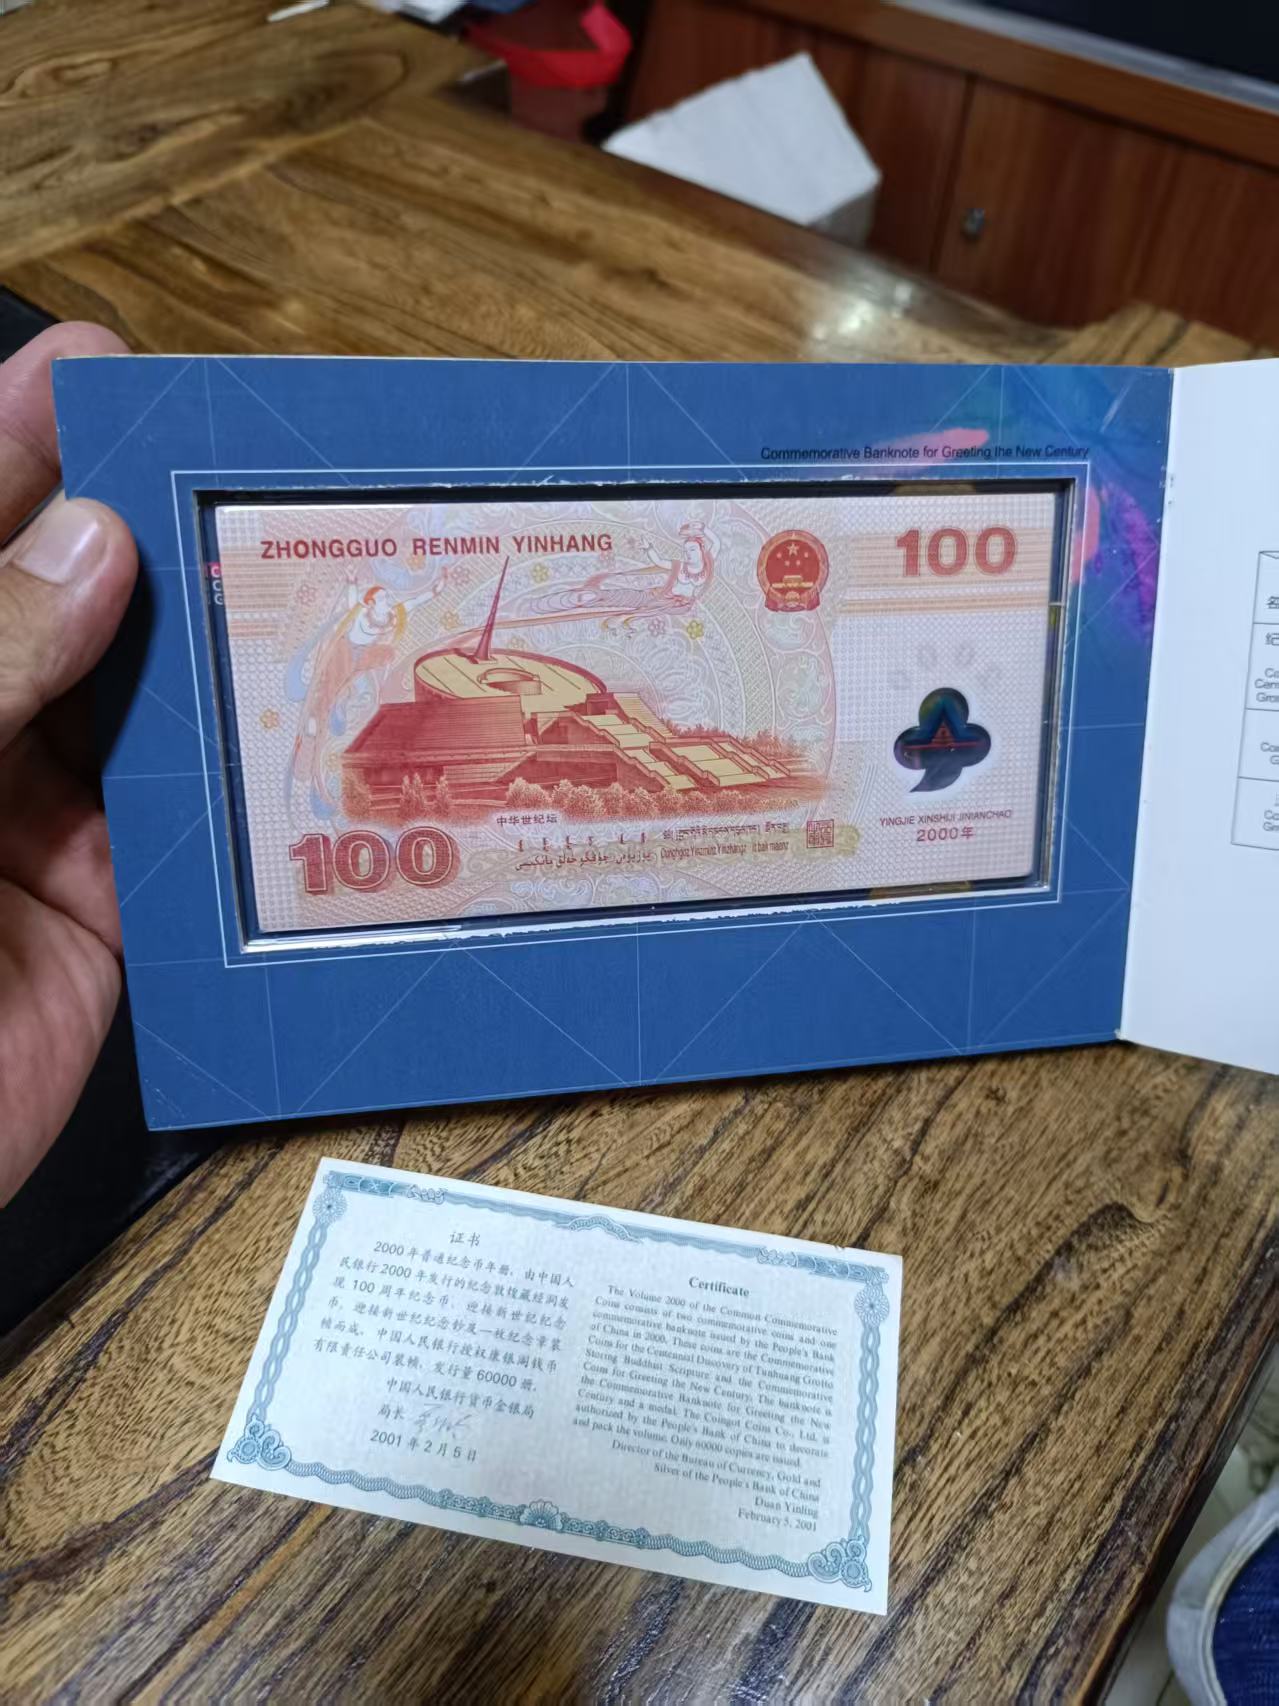 Commemorative Banknote for Greeting the New Century
ZHONGGUO RENMIN YINHANG
100
中华世纪坛
100
Cunghgoz Yinzminz Yinzhangz it bak maenz
YINGJIE XINSHIJI JINIANCHAO
2000年
证书
2000年普通纪念币年册，由中国人
民银行2000年发行的纪念敦煌藏经洞发
现100周年纪念币、迎接新世纪纪念
币、迎接新世纪纪念钞及一枚纪念章装
帧而成，中国人民银行授权康银阁钱币
有限责任公司装帧，发行量60000册。
中国人民银行货币金银局
局长
2001年2月5日
Certificate
The Volume 2000 of the Common Commemorative
Coins consists of two commemorative coins and one
commemorative banknote issued by the People's Bank
of China in 2000. These coins are the Commemorative
Coins for the Centennial Discovery of Tunhuang Grotto
Storing Buddhist Scripture and the Commemorative
Coins for Greeting the New Century. The banknote is
the Commemorative Banknote for Greeting the New
Century and a medal. The Coingot Coins Co., Ltd. is
authorized by the People's Bank of China to decorate
and pack the volume. Only 60000 copies are issued.
Director of the Bureau of Currency, Gold and
Silver of the People's Bank of China
Duan Yinling
February 5, 2001